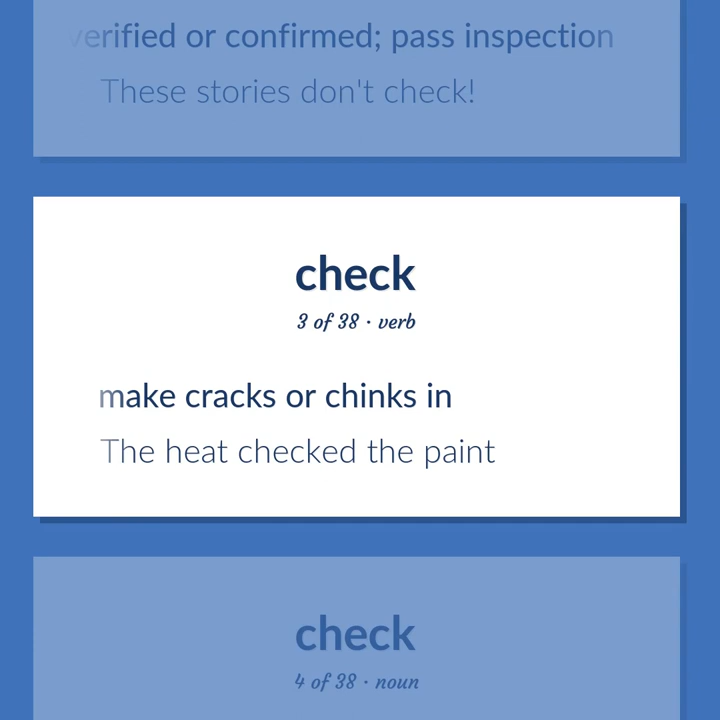 verified or confirmed; pass inspection
These stories don't check!
check
3 of 38 · verb
make cracks or chinks in
The heat checked the paint
check
4 of 38 · noun